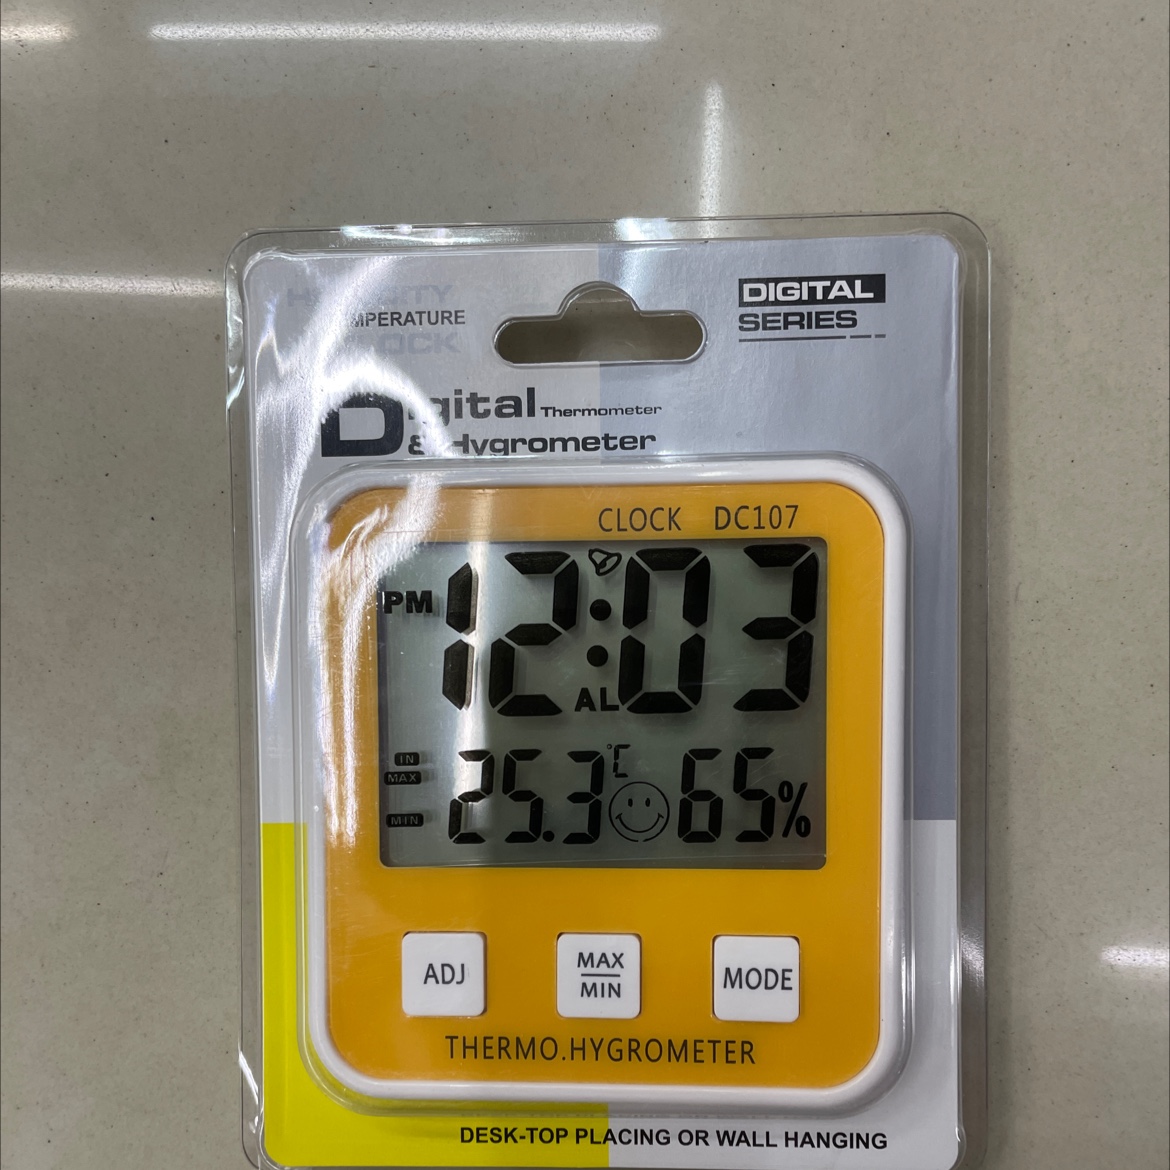 DIGITAL
SERIES
Digital Thermometer
& Hygrometer
CLOCK DC107
PM 12:03
AL
IN
MAX
MIN
25.3 °C 65%
ADJ
MAX
MIN
MODE
THERMO.HYGROMETER
DESK-TOP PLACING OR WALL HANGING